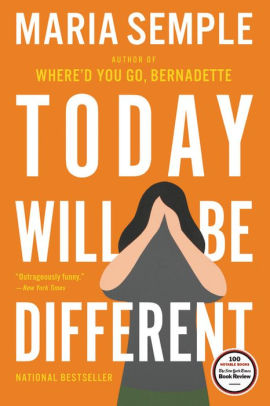 MARIA SEMPLE
AUTHOR OF
WHERE'D YOU GO, BERNADETTE
TODAY
WILL BE
DIFFERENT
"Outrageously funny."
—New York Times
NATIONAL BESTSELLER
100
NOTABLE BOOKS
The New York Times
Book Review